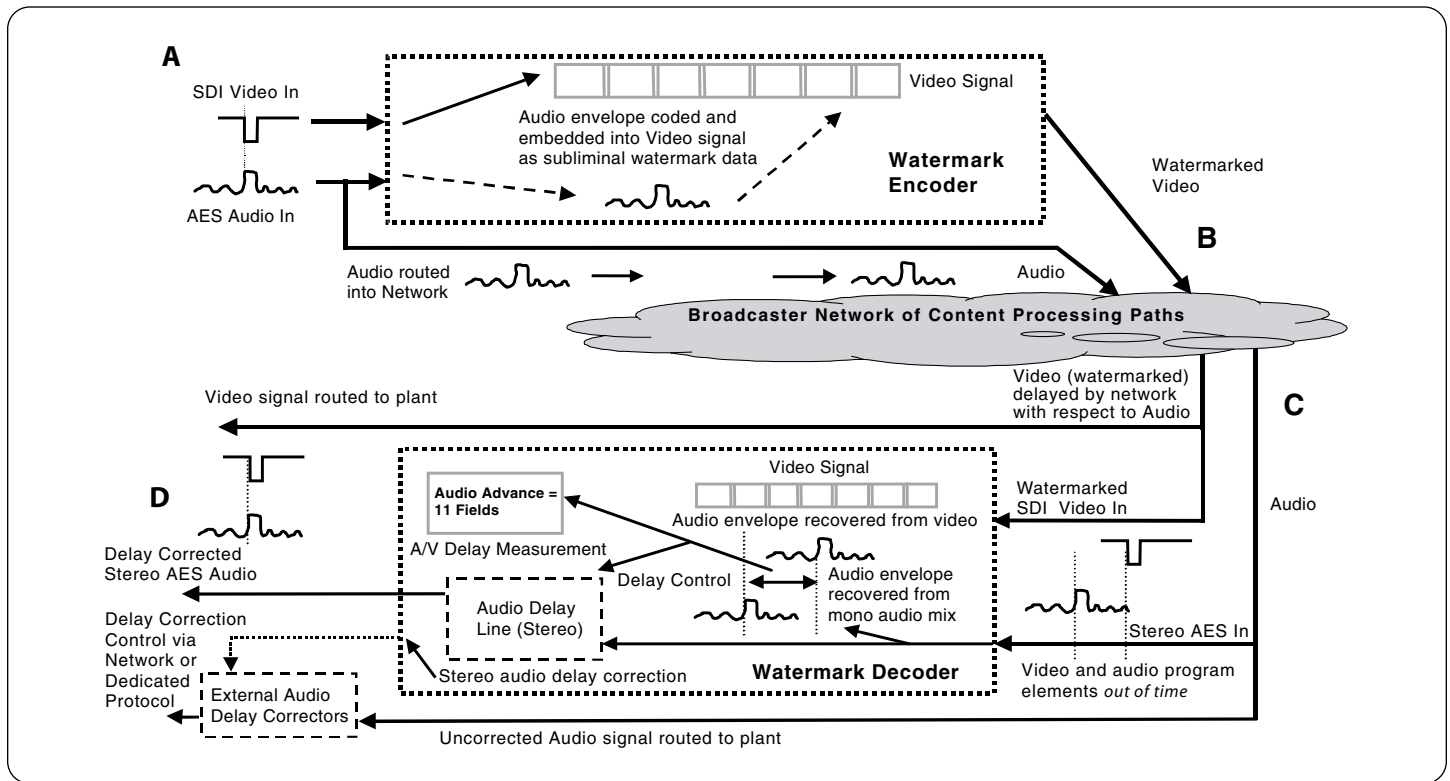 A
SDI Video In
AES Audio In
Video Signal
Audio envelope coded and
embedded into Video signal
as subliminal watermark data
Watermark
Encoder
Watermarked
Video
B
Audio routed
into Network
Audio
Broadcaster Network of Content Processing Paths
Video (watermarked)
delayed by network
with respect to Audio
C
Video signal routed to plant
D
Audio Advance =
11 Fields
A/V Delay Measurement
Video Signal
Audio envelope recovered from video
Watermarked
SDI Video In
Audio
Delay Corrected
Stereo AES Audio
Delay Control
Audio envelope
recovered from
mono audio mix
Audio Delay
Line (Stereo)
Stereo AES In
Delay Correction
Control via
Network or
Dedicated
Protocol
Stereo audio delay correction
Watermark Decoder
Video and audio program
elements out of time
External Audio
Delay Correctors
Uncorrected Audio signal routed to plant